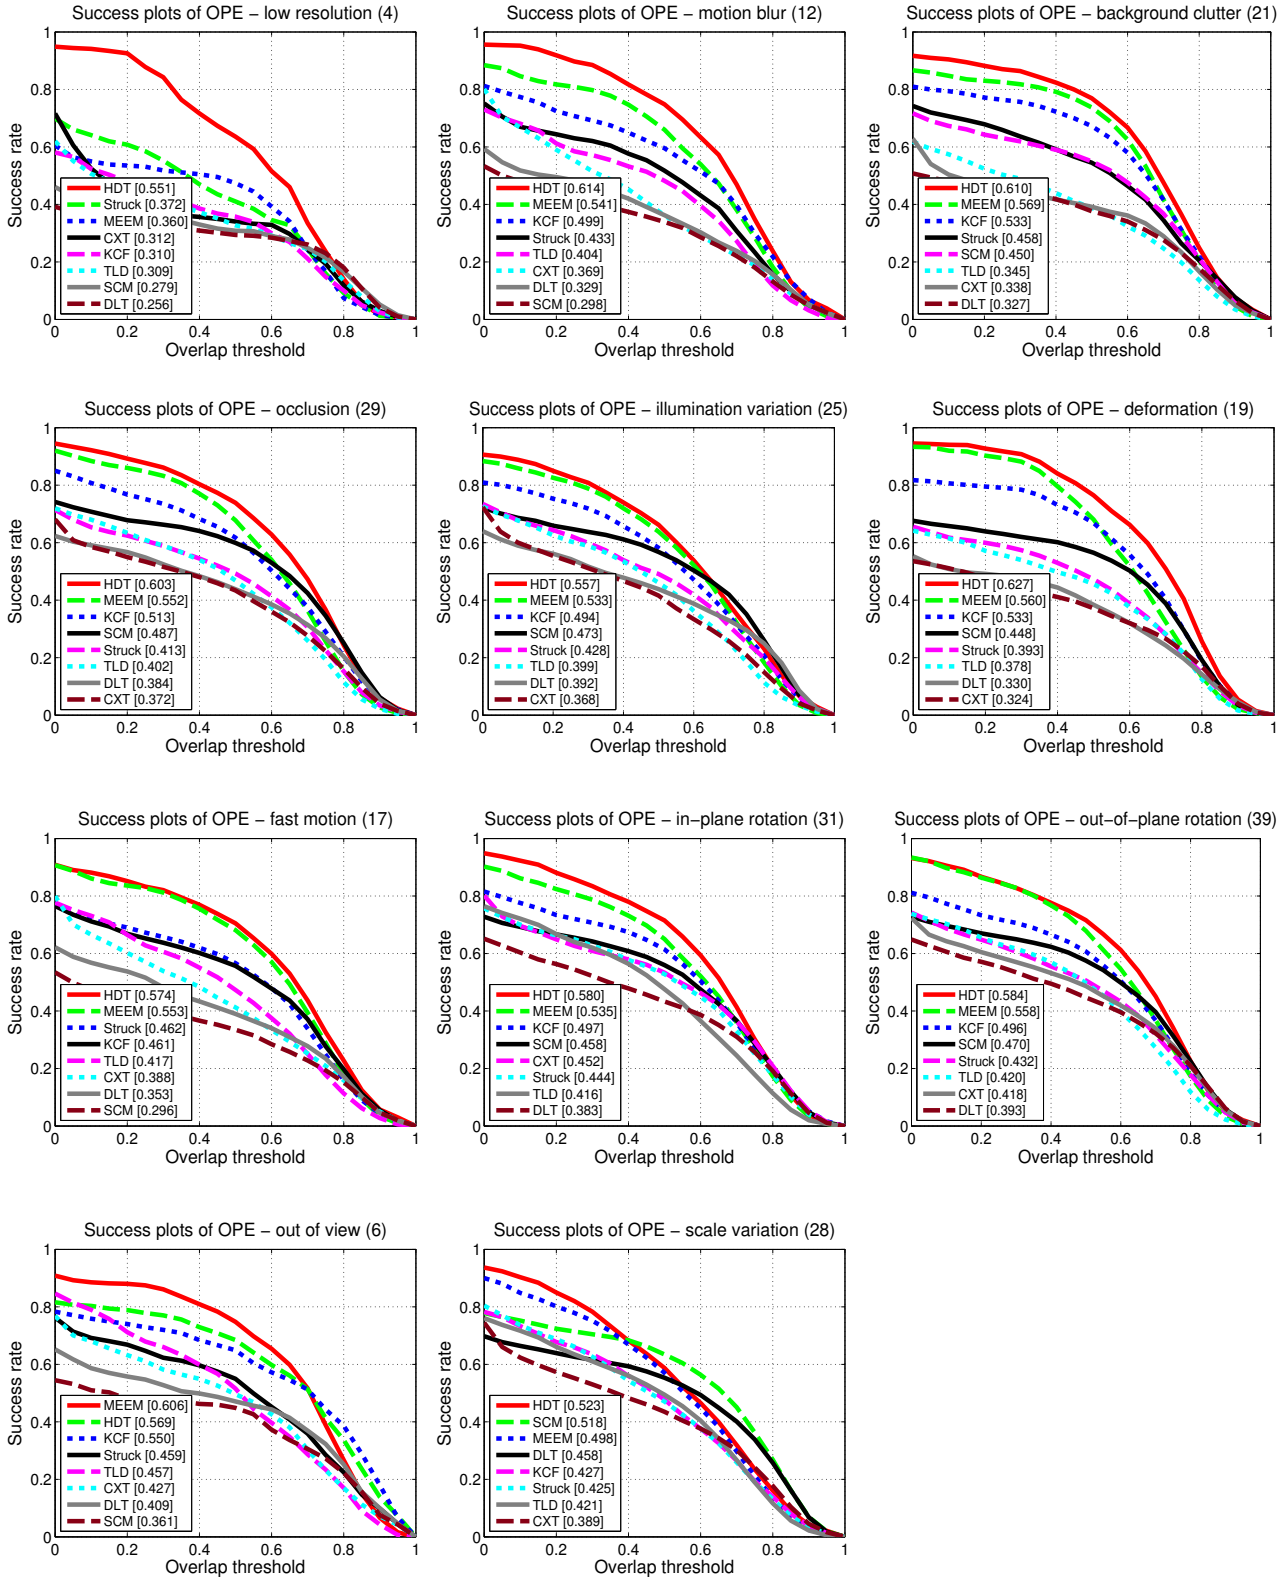 Success plots of OPE − low resolution (4)
Success rate
1
0.8
0.6
0.4
0.2
0
HDT [0.551]
Struck [0.372]
MEEM [0.360]
CXT [0.312]
KCF [0.310]
TLD [0.309]
SCM [0.279]
DLT [0.256]
0 0.2 0.4 0.6 0.8 1
Overlap threshold
Success plots of OPE − motion blur (12)
Success rate
1
0.8
0.6
0.4
0.2
0
HDT [0.614]
MEEM [0.541]
KCF [0.499]
Struck [0.433]
TLD [0.404]
CXT [0.369]
DLT [0.329]
SCM [0.298]
0 0.2 0.4 0.6 0.8 1
Overlap threshold
Success plots of OPE − background clutter (21)
Success rate
1
0.8
0.6
0.4
0.2
0
HDT [0.610]
MEEM [0.569]
KCF [0.533]
Struck [0.458]
SCM [0.450]
TLD [0.345]
CXT [0.338]
DLT [0.327]
0 0.2 0.4 0.6 0.8 1
Overlap threshold
Success plots of OPE − occlusion (29)
Success rate
1
0.8
0.6
0.4
0.2
0
HDT [0.603]
MEEM [0.552]
KCF [0.513]
SCM [0.487]
Struck [0.413]
TLD [0.402]
DLT [0.384]
CXT [0.372]
0 0.2 0.4 0.6 0.8 1
Overlap threshold
Success plots of OPE − illumination variation (25)
Success rate
1
0.8
0.6
0.4
0.2
0
HDT [0.557]
MEEM [0.533]
KCF [0.494]
SCM [0.473]
Struck [0.428]
TLD [0.399]
DLT [0.392]
CXT [0.368]
0 0.2 0.4 0.6 0.8 1
Overlap threshold
Success plots of OPE − deformation (19)
Success rate
1
0.8
0.6
0.4
0.2
0
HDT [0.627]
MEEM [0.560]
KCF [0.533]
SCM [0.448]
Struck [0.393]
TLD [0.378]
DLT [0.330]
CXT [0.324]
0 0.2 0.4 0.6 0.8 1
Overlap threshold
Success plots of OPE − fast motion (17)
Success rate
1
0.8
0.6
0.4
0.2
0
HDT [0.574]
MEEM [0.553]
Struck [0.462]
KCF [0.461]
TLD [0.417]
CXT [0.388]
DLT [0.353]
SCM [0.296]
0 0.2 0.4 0.6 0.8 1
Overlap threshold
Success plots of OPE − in−plane rotation (31)
Success rate
1
0.8
0.6
0.4
0.2
0
HDT [0.580]
MEEM [0.535]
KCF [0.497]
SCM [0.458]
CXT [0.452]
Struck [0.444]
TLD [0.416]
DLT [0.383]
0 0.2 0.4 0.6 0.8 1
Overlap threshold
Success plots of OPE − out−of−plane rotation (39)
Success rate
1
0.8
0.6
0.4
0.2
0
HDT [0.584]
MEEM [0.558]
KCF [0.496]
SCM [0.470]
Struck [0.432]
TLD [0.420]
CXT [0.418]
DLT [0.393]
0 0.2 0.4 0.6 0.8 1
Overlap threshold
Success plots of OPE − out of view (6)
Success rate
1
0.8
0.6
0.4
0.2
0
MEEM [0.606]
HDT [0.569]
KCF [0.550]
Struck [0.459]
TLD [0.457]
CXT [0.427]
DLT [0.409]
SCM [0.361]
0 0.2 0.4 0.6 0.8 1
Overlap threshold
Success plots of OPE − scale variation (28)
Success rate
1
0.8
0.6
0.4
0.2
0
HDT [0.523]
SCM [0.518]
MEEM [0.498]
DLT [0.458]
KCF [0.427]
Struck [0.425]
TLD [0.421]
CXT [0.389]
0 0.2 0.4 0.6 0.8 1
Overlap threshold